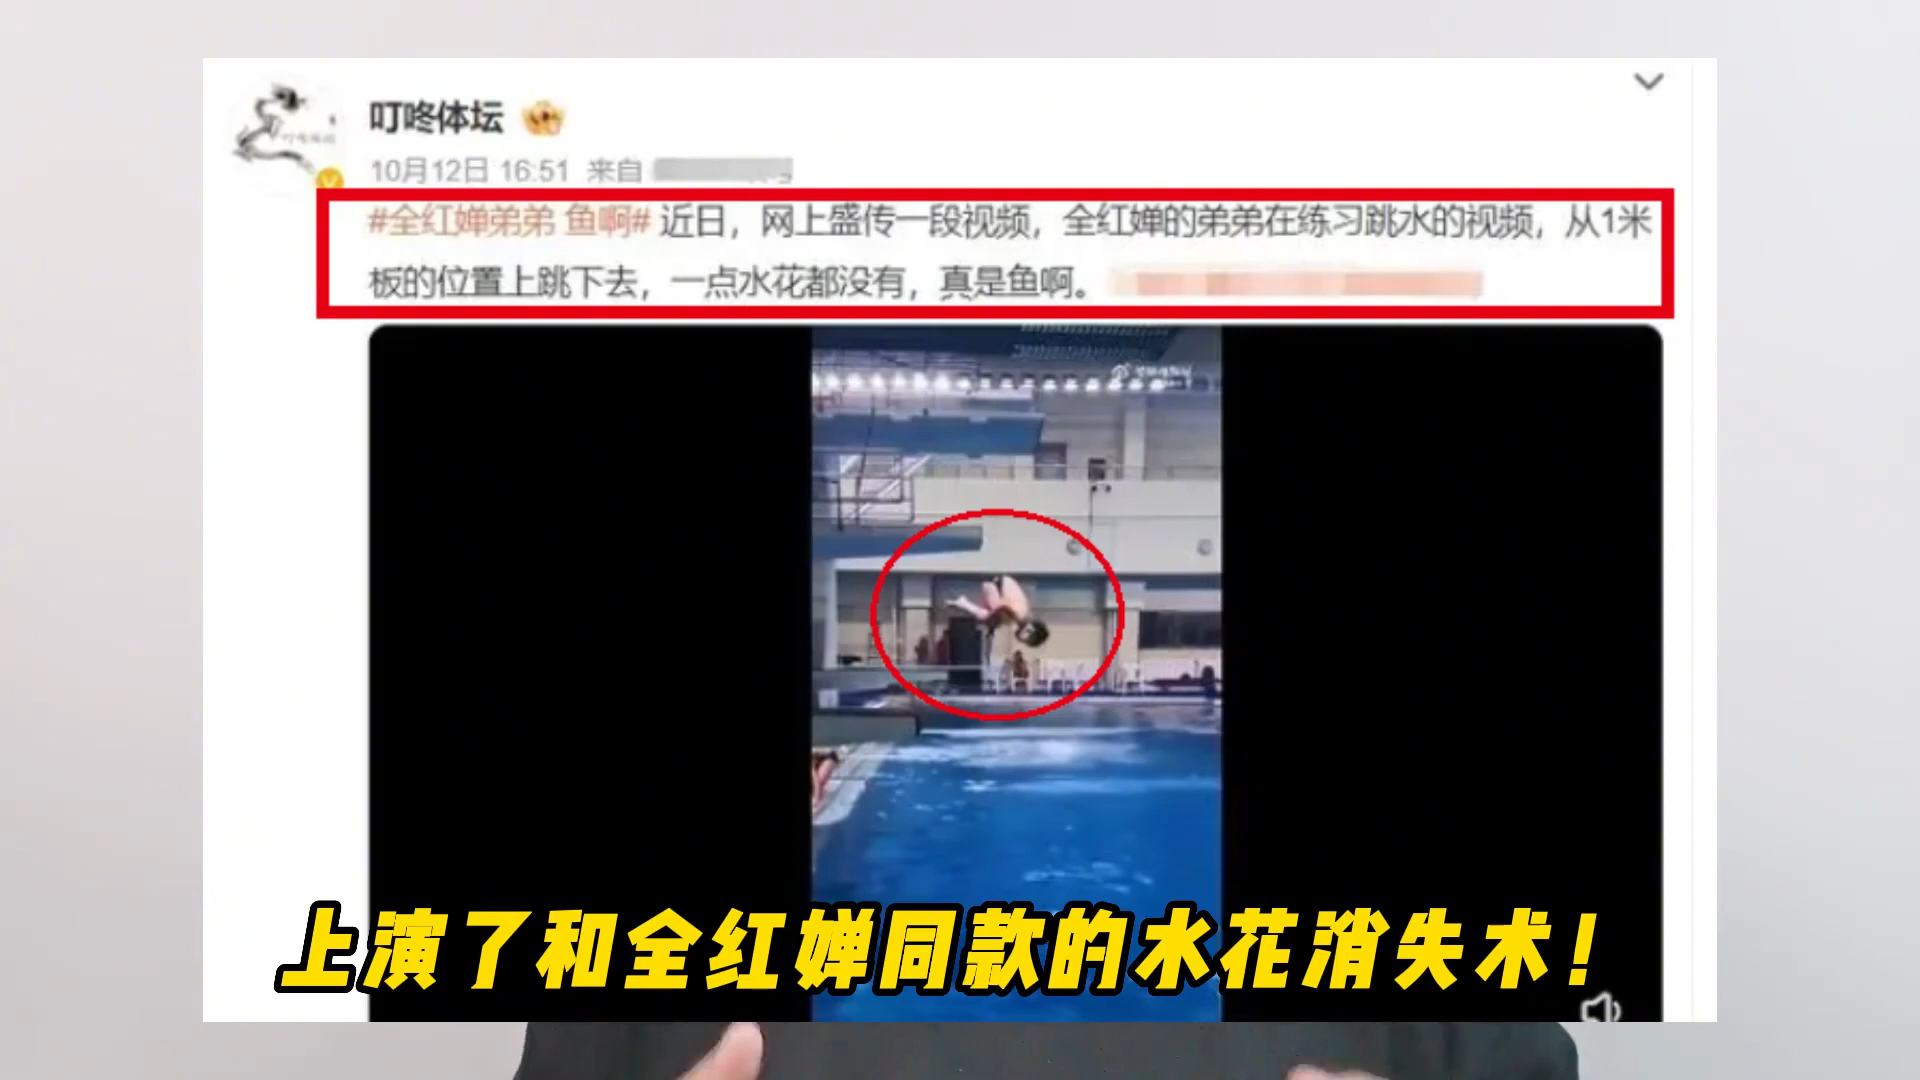 叮咚体坛
10月12日 16:51 来自
#全红婵弟弟 鱼啊# 近日，网上盛传一段视频，全红婵的弟弟在练习跳水的视频，从1米
板的位置上跳下去，一点水花都没有，真是鱼啊。
上演了和全红婵同款的水花消失术！